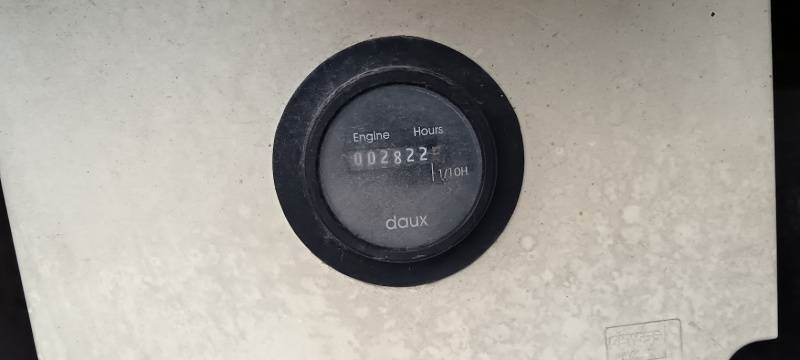 Engine Hours
002822
1/10H
daux